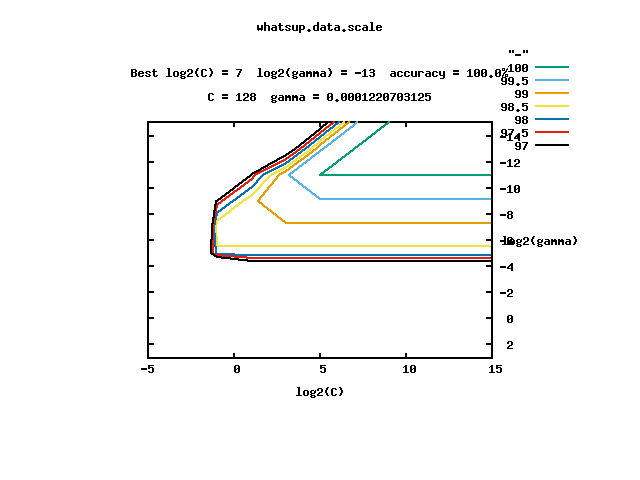 whatsup.data.scale
"-"
Best log2(C) = 7 log2(gamma) = -13 accuracy = 100.0%
100
99.5
C = 128 gamma = 0.0001220703125
99
98.5
98
97.5
97
-14
-12
-10
-8
-6
log2(gamma)
-4
-2
0
2
-5 0 5 10 15
log2(C)